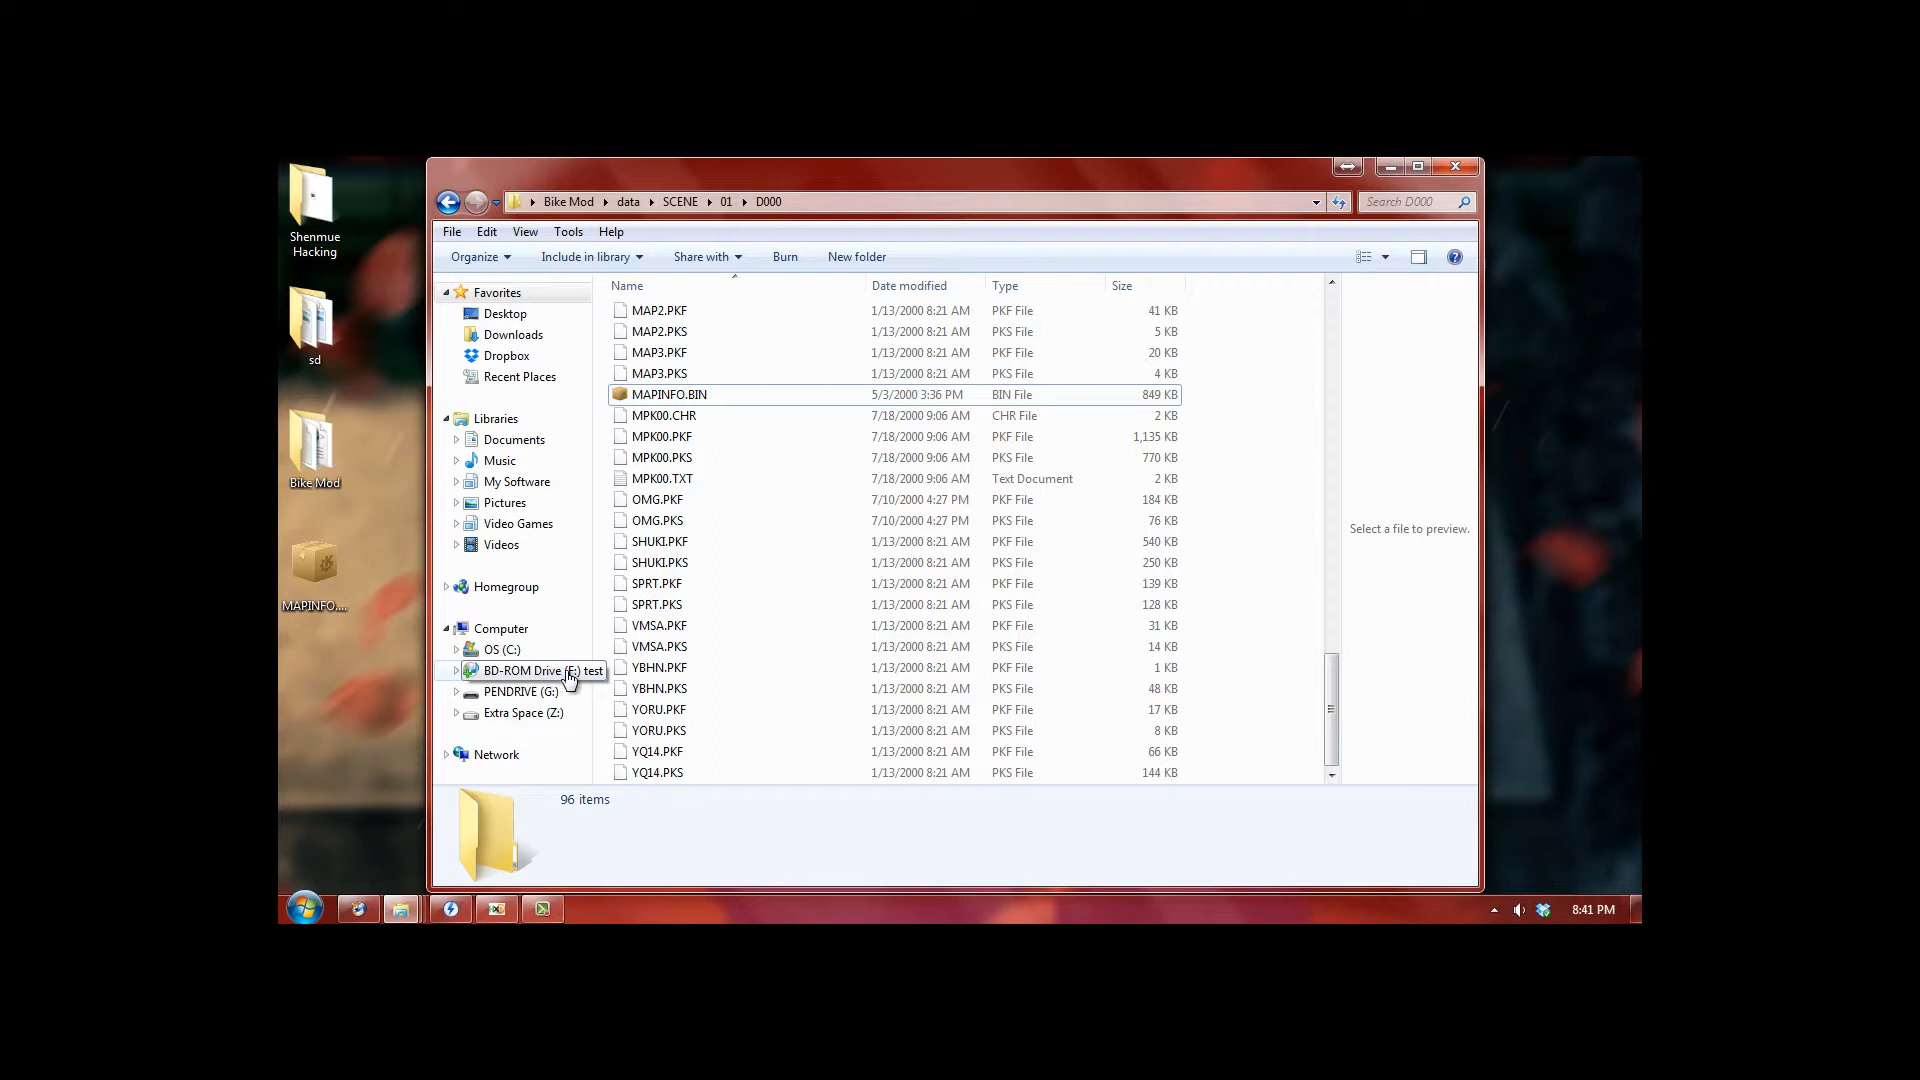 Shenmue
Hacking
sd
Bike Mod
MAPINFO....
Bike Mod data SCENE 01 D000
Search D000
File Edit View Tools Help
Organize Include in library Share with Burn New folder
Favorites
Desktop
Downloads
Dropbox
Recent Places
Libraries
Documents
Music
My Software
Pictures
Video Games
Videos
Homegroup
Computer
OS (C:)
BD-ROM Drive (F:) test
PENDRIVE (G:)
Extra Space (Z:)
Network
Name Date modified Type Size
MAP2.PKF 1/13/2000 8:21 AM PKF File 41 KB
MAP2.PKS 1/13/2000 8:21 AM PKS File 5 KB
MAP3.PKF 1/13/2000 8:21 AM PKF File 20 KB
MAP3.PKS 1/13/2000 8:21 AM PKS File 4 KB
MAPINFO.BIN 5/3/2000 3:36 PM BIN File 849 KB
MPK00.CHR 7/18/2000 9:06 AM CHR File 2 KB
MPK00.PKF 7/18/2000 9:06 AM PKF File 1,135 KB
MPK00.PKS 7/18/2000 9:06 AM PKS File 770 KB
MPK00.TXT 7/18/2000 9:06 AM Text Document 2 KB
OMG.PKF 7/10/2000 4:27 PM PKF File 184 KB
OMG.PKS 7/10/2000 4:27 PM PKS File 76 KB
SHUKI.PKF 1/13/2000 8:21 AM PKF File 540 KB
SHUKI.PKS 1/13/2000 8:21 AM PKS File 250 KB
SPRT.PKF 1/13/2000 8:21 AM PKF File 139 KB
SPRT.PKS 1/13/2000 8:21 AM PKS File 128 KB
VMSA.PKF 1/13/2000 8:21 AM PKF File 31 KB
VMSA.PKS 1/13/2000 8:21 AM PKS File 14 KB
YBHN.PKF 1/13/2000 8:21 AM PKF File 1 KB
YBHN.PKS 1/13/2000 8:21 AM PKS File 48 KB
YORU.PKF 1/13/2000 8:21 AM PKF File 17 KB
YORU.PKS 1/13/2000 8:21 AM PKS File 8 KB
YQ14.PKF 1/13/2000 8:21 AM PKF File 66 KB
YQ14.PKS 1/13/2000 8:21 AM PKS File 144 KB
Select a file to preview.
96 items
8:41 PM